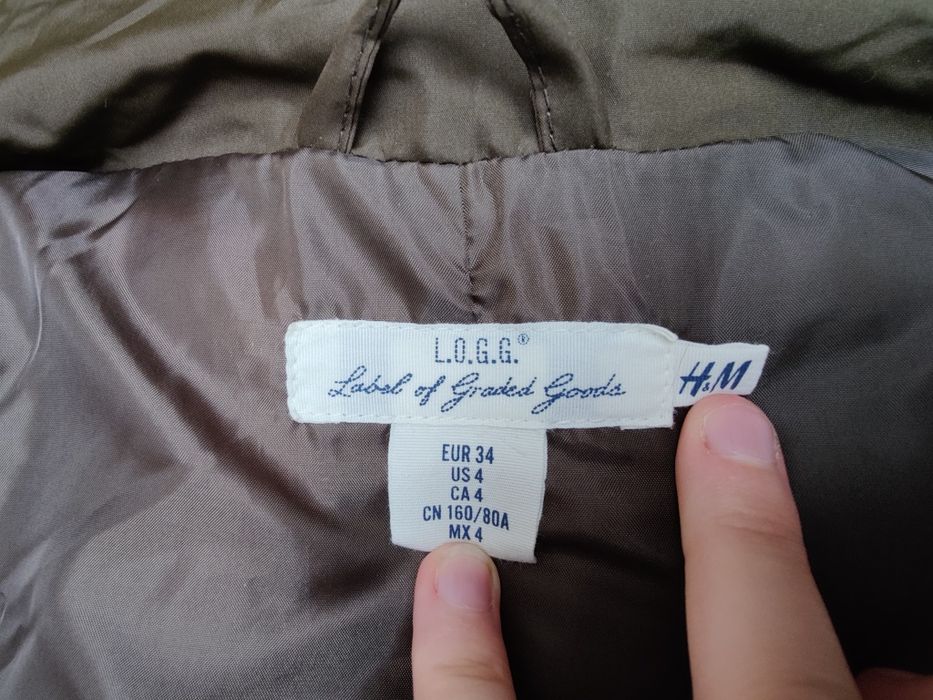 L.O.G.G.®
Label of Graded Goods
H&M
EUR 34
US 4
CA 4
CN 160/80A
MX 4